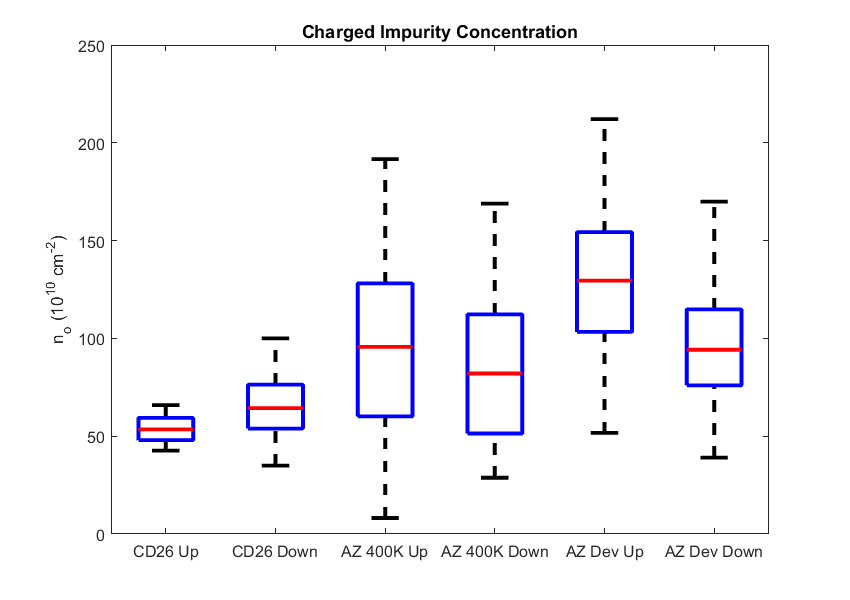 Charged Impurity Concentration
250
200
150
100
50
0
n_o (10^10 cm^-2)
CD26 Up
CD26 Down
AZ 400K Up
AZ 400K Down
AZ Dev Up
AZ Dev Down